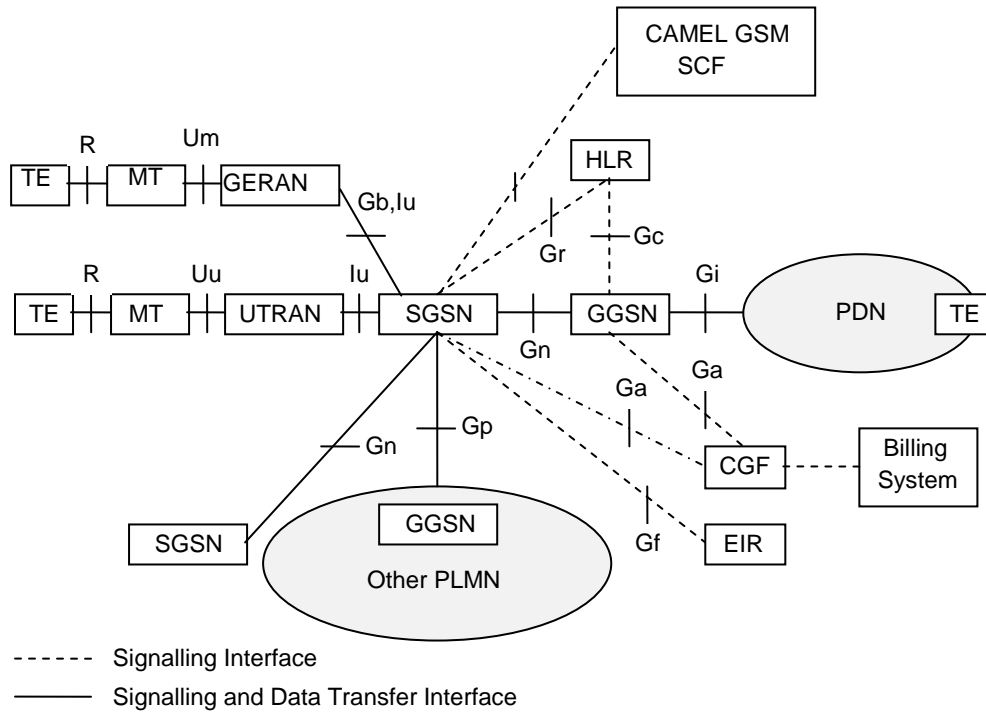 CAMEL GSM
SCF
R
Um
HLR
TE
MT
GERAN
Gb,Iu
Gr
Gc
R
Uu
Iu
Gi
TE
MT
UTRAN
SGSN
GGSN
PDN
TE
Gn
Ga
Ga
Gn
Gp
CGF
Billing
System
SGSN
GGSN
Gf
EIR
Other PLMN
Signalling Interface
Signalling and Data Transfer Interface